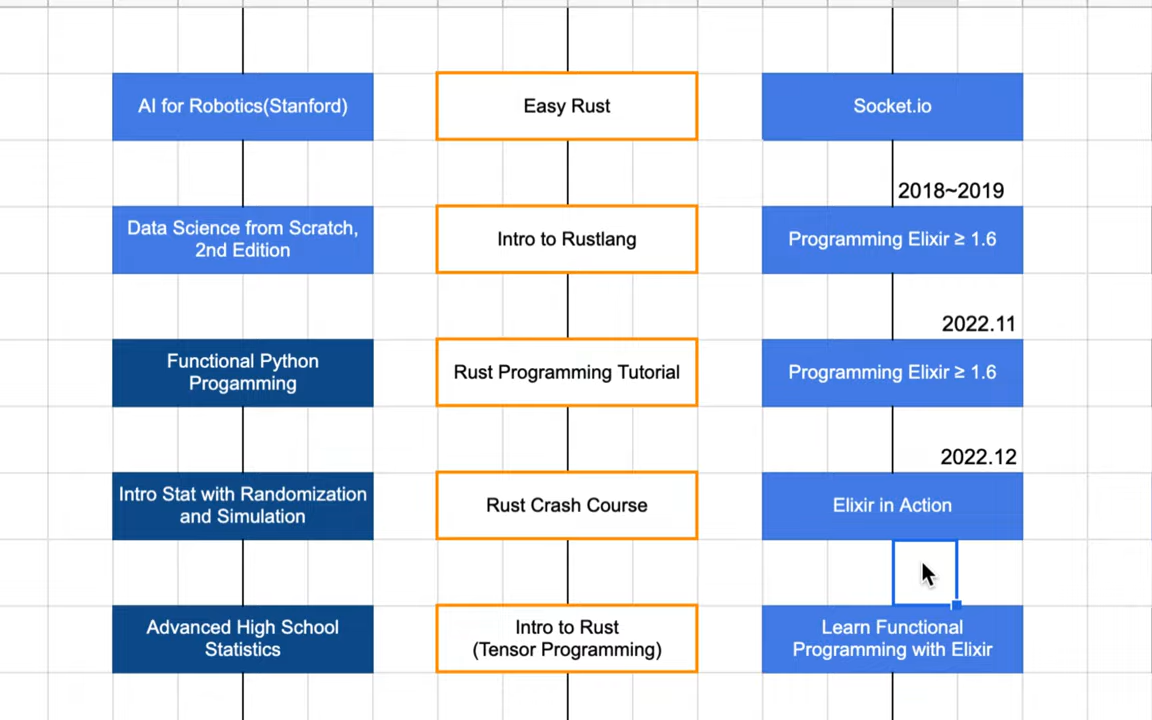 AI for Robotics(Stanford)
Easy Rust
Socket.io
2018~2019
Data Science from Scratch,
2nd Edition
Intro to Rustlang
Programming Elixir ≥ 1.6
2022.11
Functional Python
Progamming
Rust Programming Tutorial
Programming Elixir ≥ 1.6
2022.12
Intro Stat with Randomization
and Simulation
Rust Crash Course
Elixir in Action
Advanced High School
Statistics
Intro to Rust
(Tensor Programming)
Learn Functional
Programming with Elixir